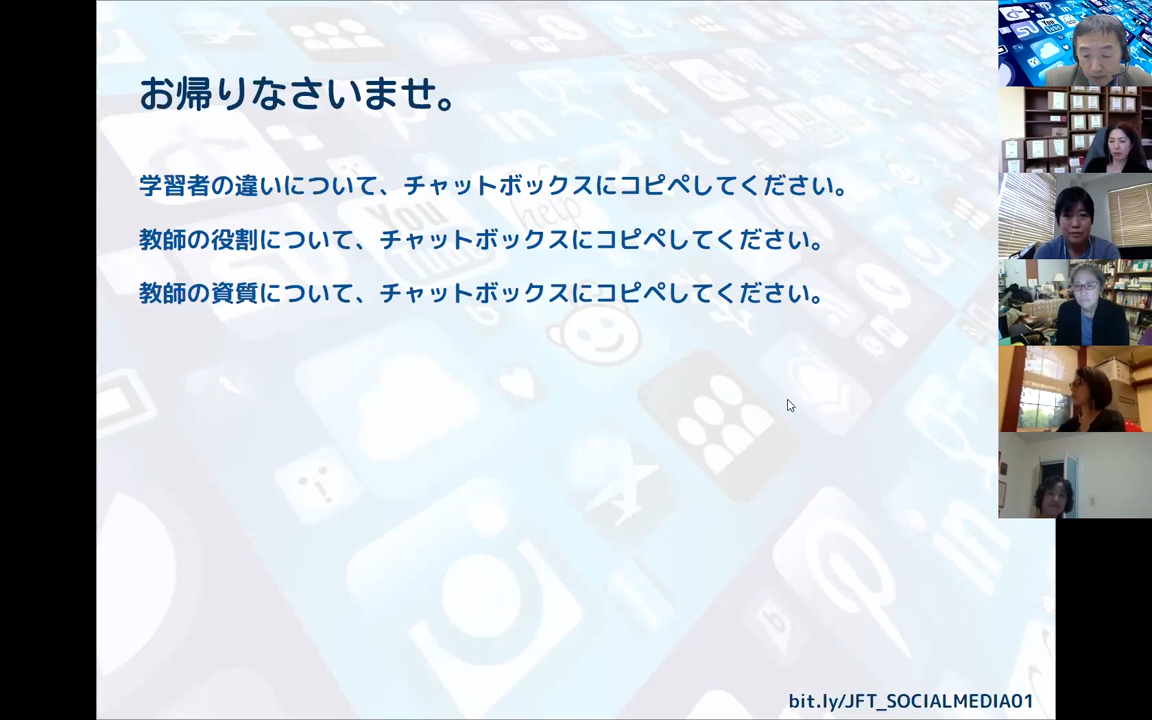 お帰りなさいませ。
学習者の違いについて、チャットボックスにコピペしてください。
教師の役割について、チャットボックスにコピペしてください。
教師の資質について、チャットボックスにコピペしてください。
You
help
in
bit.ly/JFT_SOCIALMEDIA01